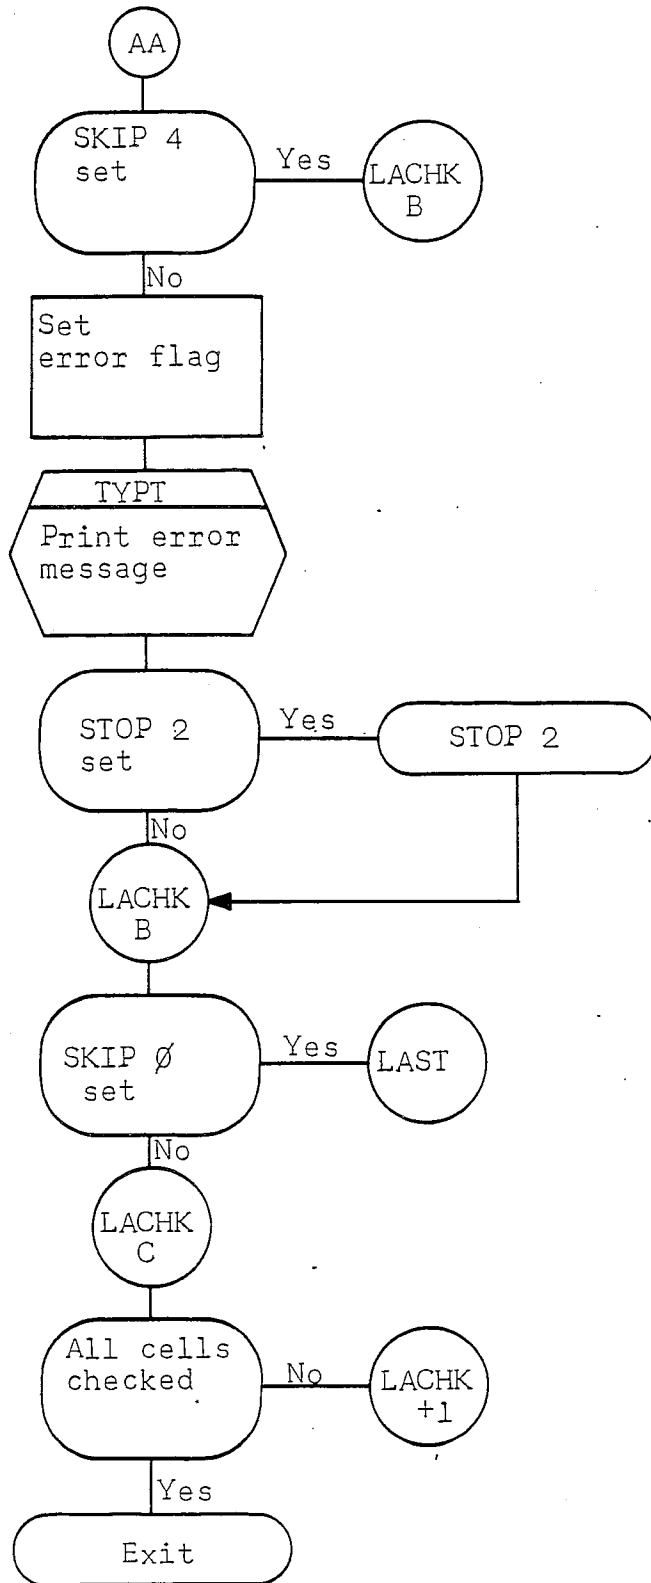 AA
SKIP 4
set
Yes
LACHK
B
No
Set
error flag
TYPT
Print error
message
STOP 2
set
Yes
STOP 2
No
LACHK
B
SKIP Ø
set
Yes
LAST
No
LACHK
C
All cells
checked
No
LACHK
+1
Yes
Exit